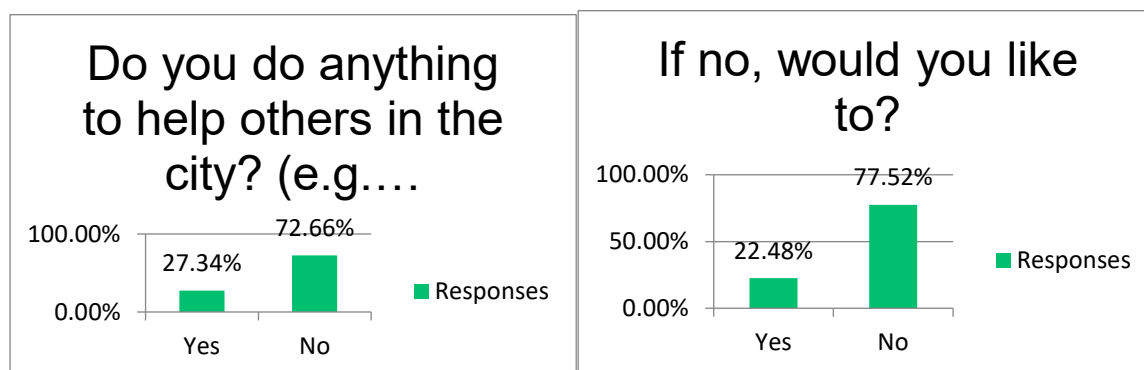 Do you do anything
to help others in the
city? (e.g.…
100.00%
72.66%
27.34%
Responses
0.00%
Yes No
If no, would you like
to?
100.00%
77.52%
50.00%
22.48%
Responses
0.00%
Yes No